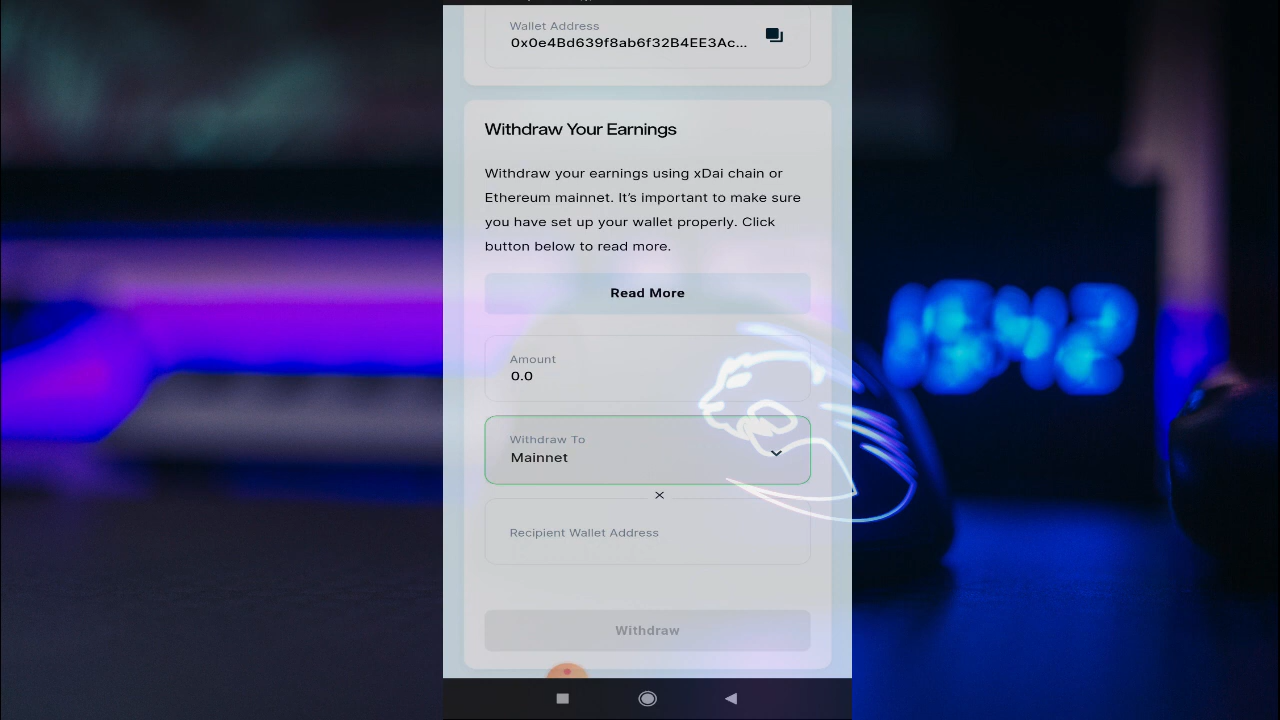 Wallet Address
0x0e4Bd639f8ab6f32B4EE3Ac...
Withdraw Your Earnings
Withdraw your earnings using xDai chain or
Ethereum mainnet. It's important to make sure
you have set up your wallet properly. Click
button below to read more.
Read More
Amount
0.0
Withdraw To
Mainnet
Recipient Wallet Address
Withdraw